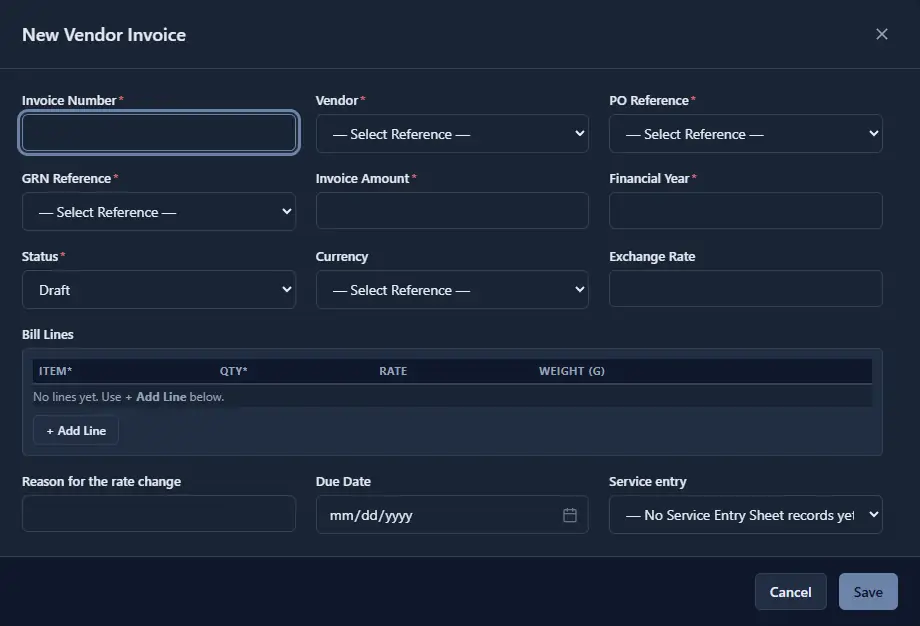 New Vendor Invoice
Invoice Number* Vendor* PO Reference*
— Select Reference — — Select Reference —
GRN Reference* Invoice Amount* Financial Year*
— Select Reference —
Status* Currency Exchange Rate
Draft — Select Reference —
Bill Lines
ITEM* QTY* RATE WEIGHT (G)
No lines yet. Use + Add Line below.
+ Add Line
Reason for the rate change Due Date Service entry
mm/dd/yyyy — No Service Entry Sheet records yet
Cancel Save